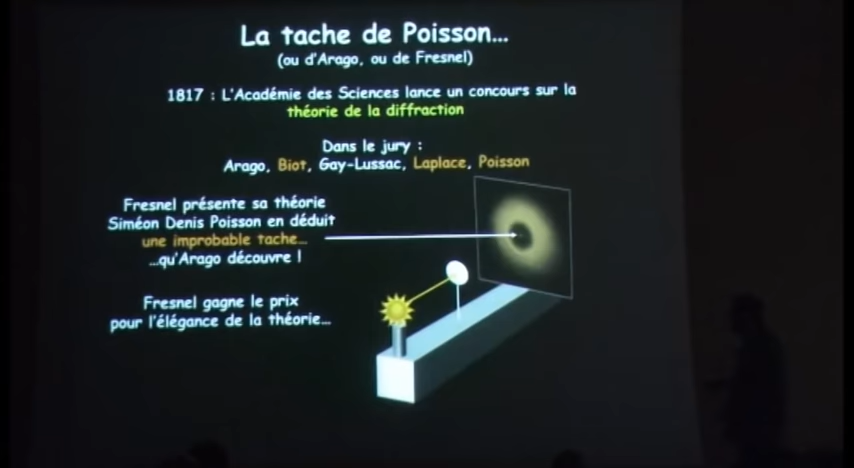 La tache de Poisson...
(ou d'Arago, ou de Fresnel)
1817 : L'Académie des Sciences lance un concours sur la
théorie de la diffraction
Dans le jury :
Arago, Biot, Gay-Lussac, Laplace, Poisson
Fresnel présente sa théorie
Siméon Denis Poisson en déduit
une improbable tache...
...qu'Arago découvre !
Fresnel gagne le prix
pour l'élégance de la théorie...